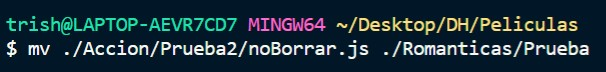 trish@LAPTOP-AEVR7CD7 MINGW64 ~/Desktop/DH/Peliculas
$ mv ./Accion/Prueba2/noBorrar.js ./Romanticas/Prueba